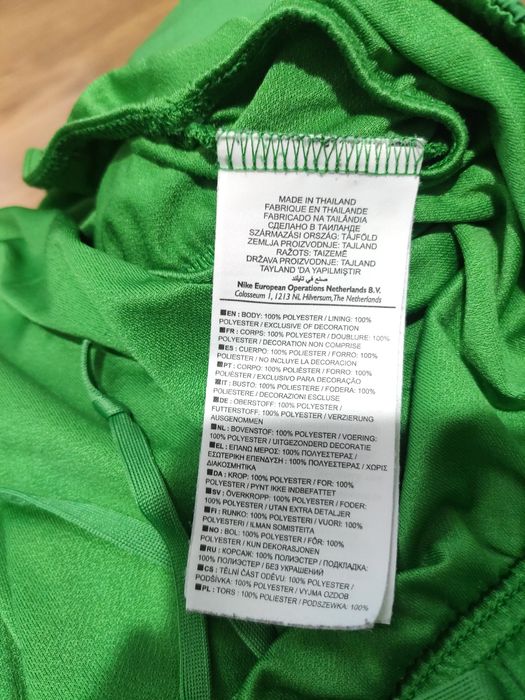 MADE IN THAILAND
FABRIQUE EN THAILANDE
FABRICADO NA TAILÂNDIA
СДЕЛАНО В ТАИЛАНДЕ
SZÁRMAZÁSI ORSZÁG: TÁJFÖLD
ZEMLJA PROIZVODNJE: TAJLAND
RAŽOTS: TAIZEMĒ
DRŽAVA PROIZVODNJE: TAJLAND
TAYLAND 'DA YAPILMIŞTIR
صنع في تايلند
Nike European Operations Netherlands B.V.
Colosseum 1, 1213 NL Hilversum, The Netherlands
EN: BODY: 100% POLYESTER / LINING: 100%
POLYESTER / EXCLUSIVE OF DECORATION
FR: CORPS: 100% POLYESTER / DOUBLURE: 100%
POLYESTER / DECORATION NON COMPRISE
ES: CUERPO: 100% POLIÉSTER / FORRO: 100%
POLIESTER / NO INCLUYE LA DECORACION
PT: CORPO: 100% POLIÉSTER / FORRO: 100%
POLIÉSTER / EXCLUSIVO PARA DECORAÇÃO
IT: BUSTO: 100% POLIESTERE / FODERA: 100%
POLIESTERE / DECORAZIONI ESCLUSE
DE: OBERSTOFF: 100% POLYESTER /
FUTTERSTOFF: 100% POLYESTER / VERZIERUNG
AUSGENOMMEN
NL: BOVENSTOF: 100% POLYESTER / VOERING:
100% POLYESTER / UITGEZONDERD DECORATIE
EL: ΕΠΑΝΩ ΜΕΡΟΣ: 100% ΠΟΛΥΕΣΤΕΡΑΣ /
ΕΣΩΤΕΡΙΚΗ ΕΠΕΝΔΥΣΗ : 100% ΠΟΛΥΕΣΤΕΡΑΣ / ΧΩΡΙΣ
ΔΙΑΚΟΣΜΗΤΙΚΑ
DA: KROP: 100% POLYESTER / FOR: 100%
POLYESTER / PYNT IKKE INDBEFATTET
SV: ÖVERKROPP: 100% POLYESTER / FODER:
100% POLYESTER / UTAN EXTRA DETALJER
FI: RUNKO: 100% POLYESTERI / VUORI: 100%
POLYESTERI / ILMAN SOMISTEITA
NO: BOL: 100% POLYESTER / FÔR: 100%
POLYESTER / KUN DEKORASJONEN
RU: КОРСАЖ: 100% ПОЛИЭСТЕР / ПОДКЛАДКА:
100% ПОЛИЭСТЕР / БЕЗ УКРАШЕНИЙ
CS: TĚLNÍ ČÁST ODĚVU: 100% POLYESTER /
PODŠÍVKA: 100% POLYESTER / VYJMA OZDOB
PL: TORS: 100% POLIESTER / PODSZEWKA: 100%